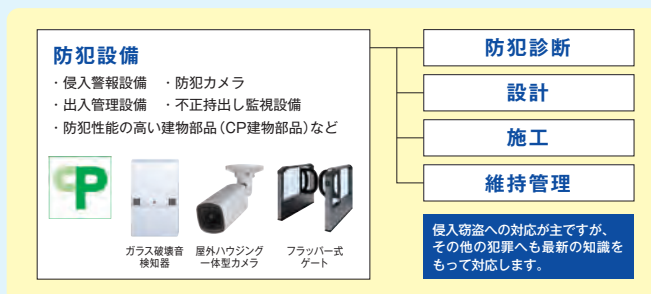 防犯設備
・侵入警報設備　・防犯カメラ
・出入管理設備　・不正持出し監視設備
・防犯性能の高い建物部品（CP建物部品）など
CP
ガラス破壊音
検知器
屋外ハウジング
一体型カメラ
フラッパー式
ゲート
防犯診断
設計
施工
維持管理
侵入窃盗への対応が主ですが、
その他の犯罪へも最新の知識を
もって対応します。